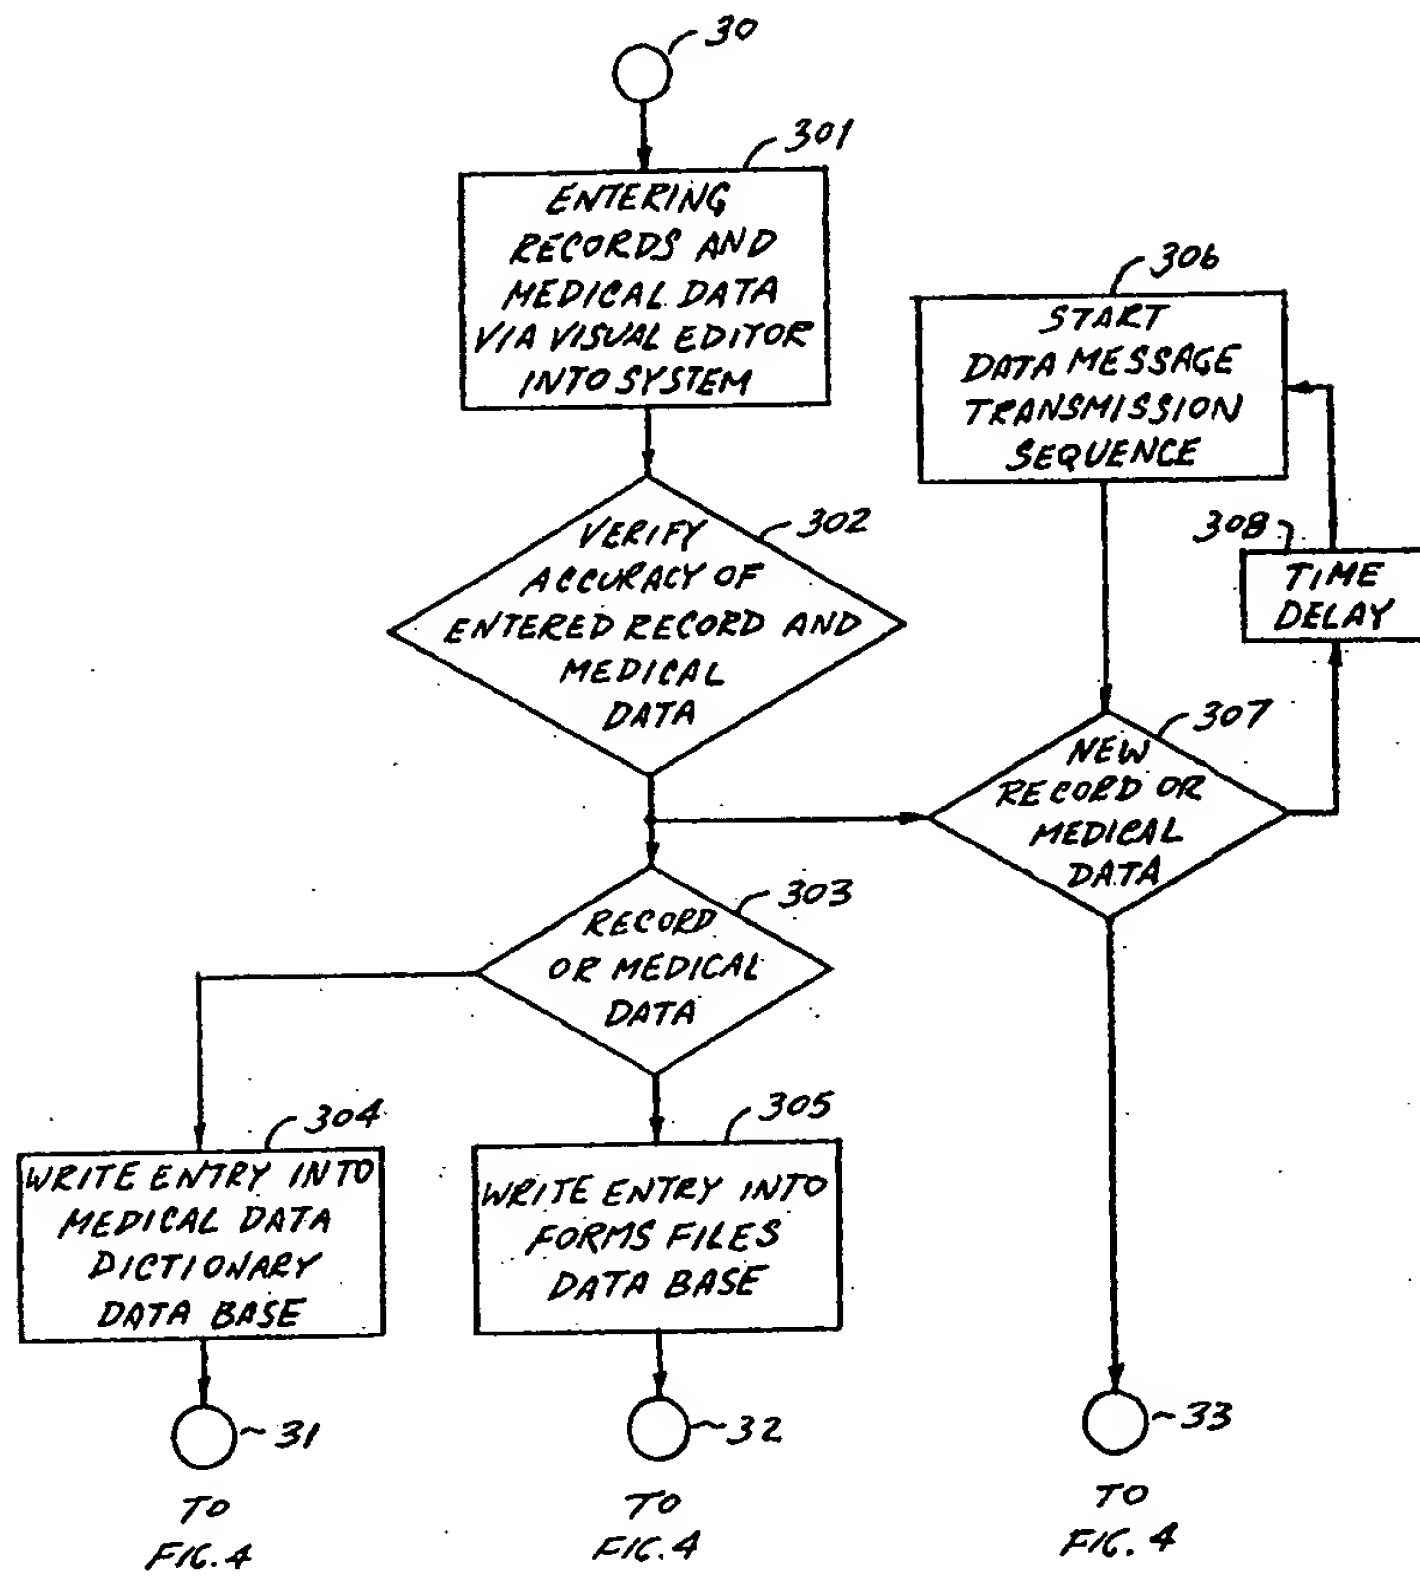 30
301
ENTERING
RECORDS AND
MEDICAL DATA
VIA VISUAL EDITOR
INTO SYSTEM
302
VERIFY
ACCURACY OF
ENTERED RECORD AND
MEDICAL
DATA
303
RECORD
OR MEDICAL
DATA
304
WRITE ENTRY INTO
MEDICAL DATA
DICTIONARY
DATA BASE
31
TO
FIG. 4
305
WRITE ENTRY INTO
FORMS FILES
DATA BASE
32
TO
FIG. 4
306
START
DATA MESSAGE
TRANSMISSION
SEQUENCE
308
TIME
DELAY
307
NEW
RECORD OR
MEDICAL
DATA
33
TO
FIG. 4